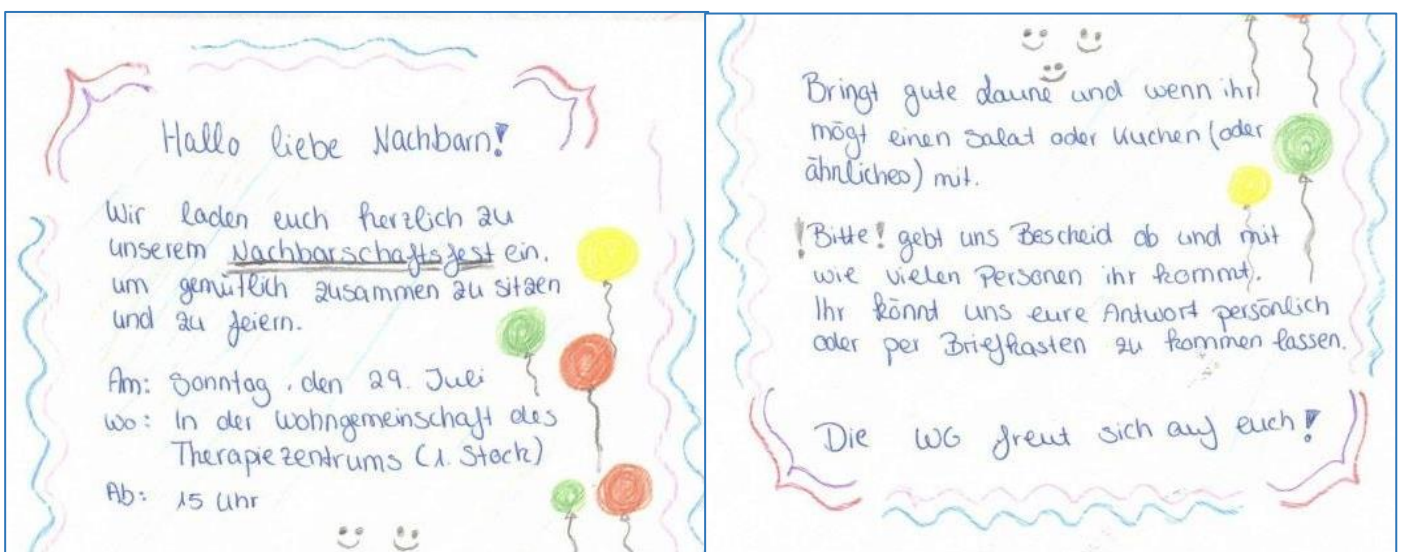 Hallo liebe Nachbarn!
Wir laden euch herzlich zu
unserem Nachbarschaftsfest ein.
um gemütlich zusammen zu sitzen
und zu feiern.
Am: Sonntag, den 29. Juli
Wo: In der Wohngemeinschaft des
Therapiezentrums (1. Stock)
Ab: 15 Uhr
Bringt gute Laune und wenn ihr
mögt einen Salat oder Kuchen (oder
ähnliches) mit.
!Bitte! gebt uns Bescheid ob und mit
wie vielen Personen ihr kommt.
Ihr könnt uns eure Antwort persönlich
oder per Briefkasten zu kommen lassen.
Die WG freut sich auf euch!